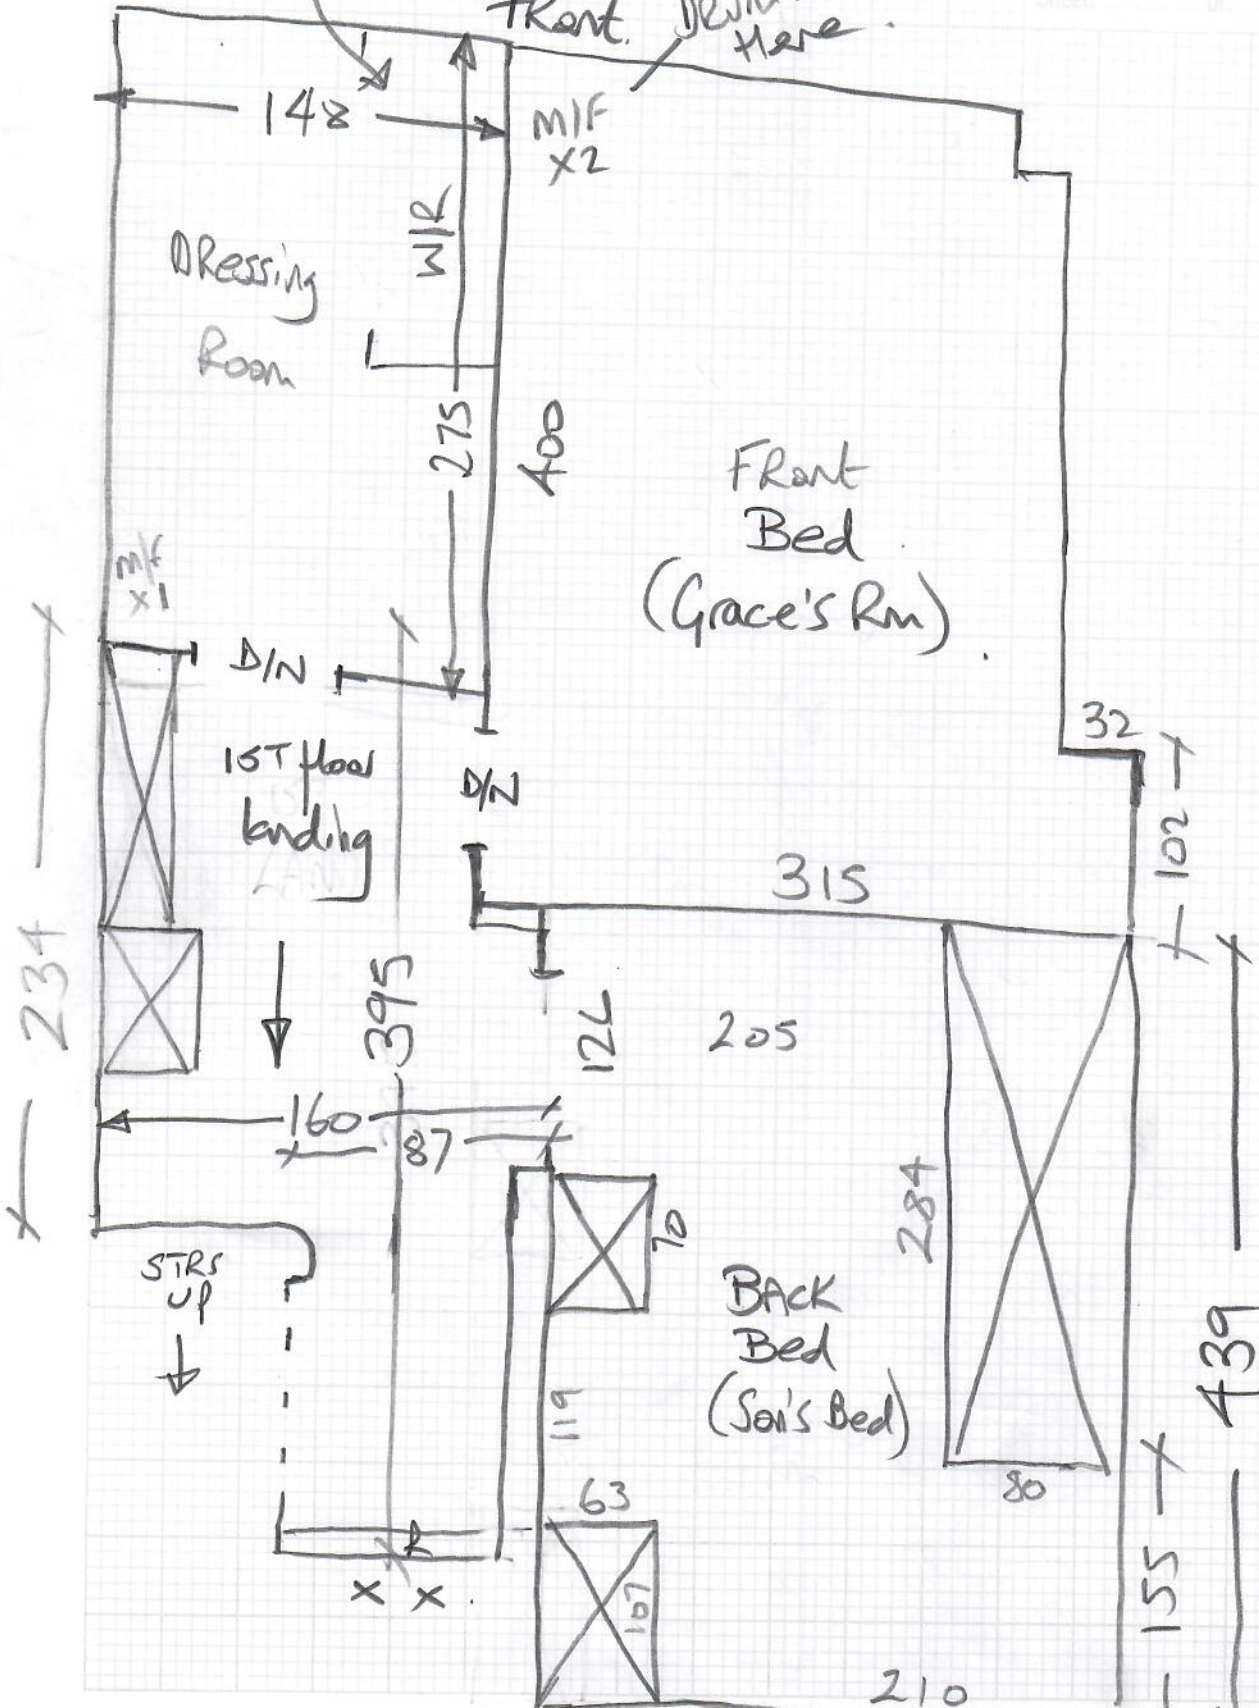 Front.
Here.
148
M/F
x2
W/R
Dressing
Room
275
400
Front
Bed
(Grace's Rm)
m/f
x1
D/N
32
1ST floor
landing
D/N
102
315
234
395
12L
205
160
87
284
70
STRS
UP
BACK
Bed
(Son's Bed)
439
119
80
63
R
x x
107
155
210